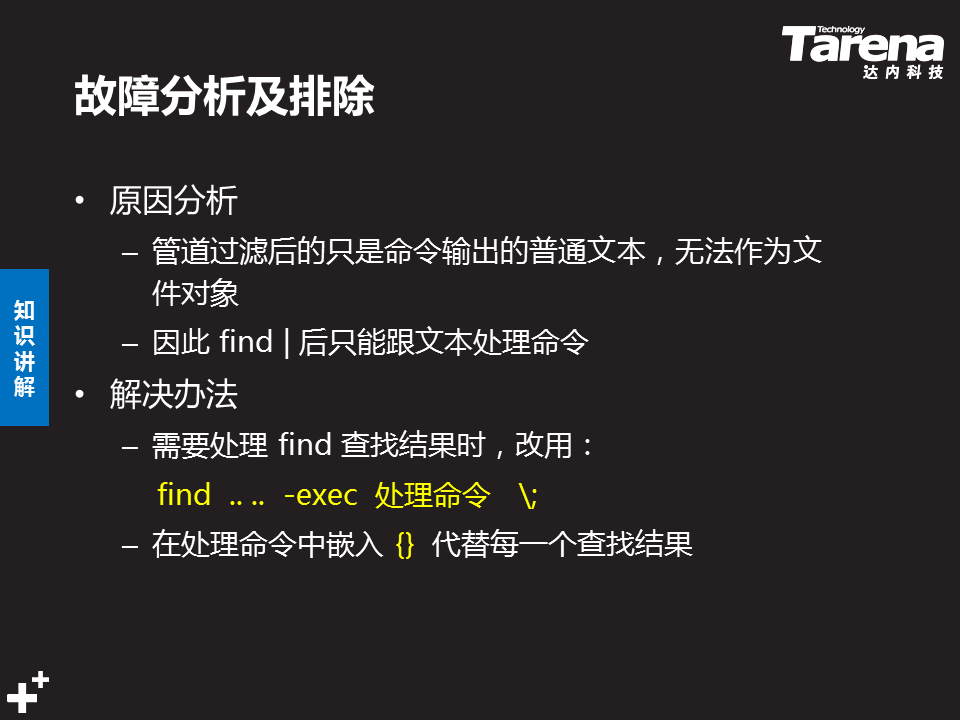 Technology
Tarena
达内科技
故障分析及排除
• 原因分析
– 管道过滤后的只是命令输出的普通文本，无法作为文
件对象
– 因此 find | 后只能跟文本处理命令
知识讲解
• 解决办法
– 需要处理 find 查找结果时，改用：
find .. .. -exec 处理命令 \;
– 在处理命令中嵌入 {} 代替每一个查找结果